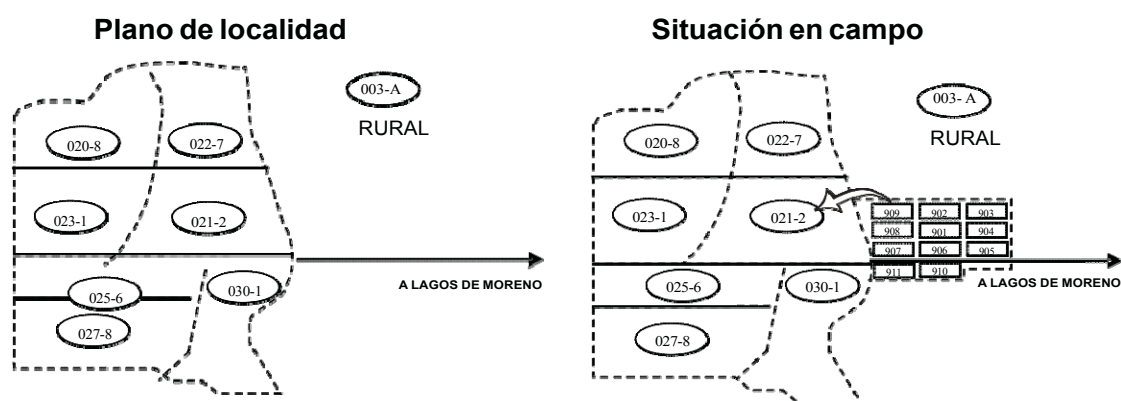 Plano de localidad
003-A
RURAL
020-8
022-7
023-1
021-2
025-6
030-1
027-8
A LAGOS DE MORENO
Situación en campo
003- A
RURAL
020-8
022-7
023-1
021-2
909 902 903
908 901 904
907 906 905
911 910
025-6
030-1
027-8
A LAGOS DE MORENO